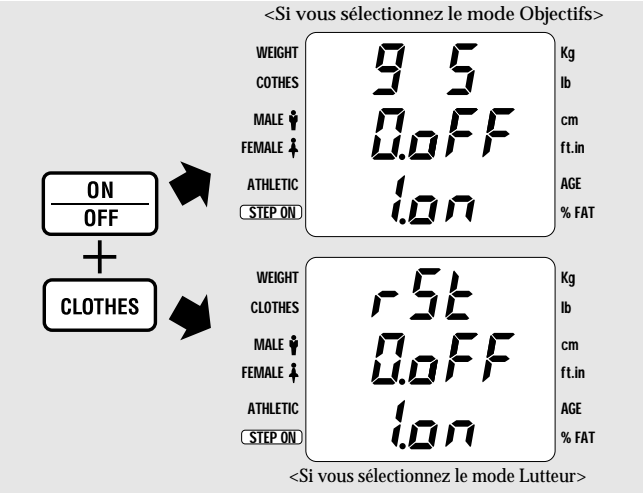 <Si vous sélectionnez le mode Objectifs>
WEIGHT g 5 Kg
COTHES lb
MALE 0.oFF cm
FEMALE ft.in
ATHLETIC 1.on AGE
STEP ON % FAT
ON
OFF
+
CLOTHES
WEIGHT rSt Kg
CLOTHES lb
MALE 0.oFF cm
FEMALE ft.in
ATHLETIC 1.on AGE
STEP ON % FAT
<Si vous sélectionnez le mode Lutteur>